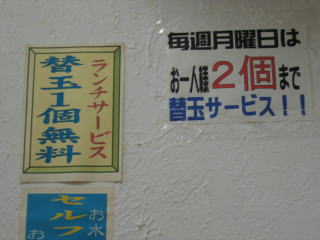 毎週月曜日は
お一人様2個まで
替玉サービス!!
ランチサービス
替玉1個無料
お水
セルフ
お